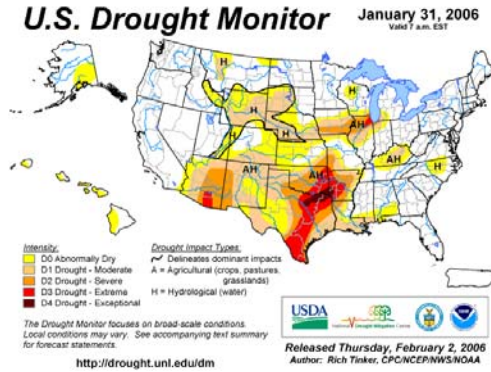 U.S. Drought Monitor
January 31, 2006
Valid 7 a.m. EST
H
H
H
H
H
AH
AH
AH
AH
H
Intensity:
D0 Abnormally Dry
D1 Drought - Moderate
D2 Drought - Severe
D3 Drought - Extreme
D4 Drought - Exceptional
Drought Impact Types:
Delineates dominant impacts
A = Agricultural (crops, pastures,
grasslands)
H = Hydrological (water)
The Drought Monitor focuses on broad-scale conditions.
Local conditions may vary. See accompanying text summary
for forecast statements.
http://drought.unl.edu/dm
USDA
Released Thursday, February 2, 2006
Author: Rich Tinker, CPC/NCEP/NWS/NOAA